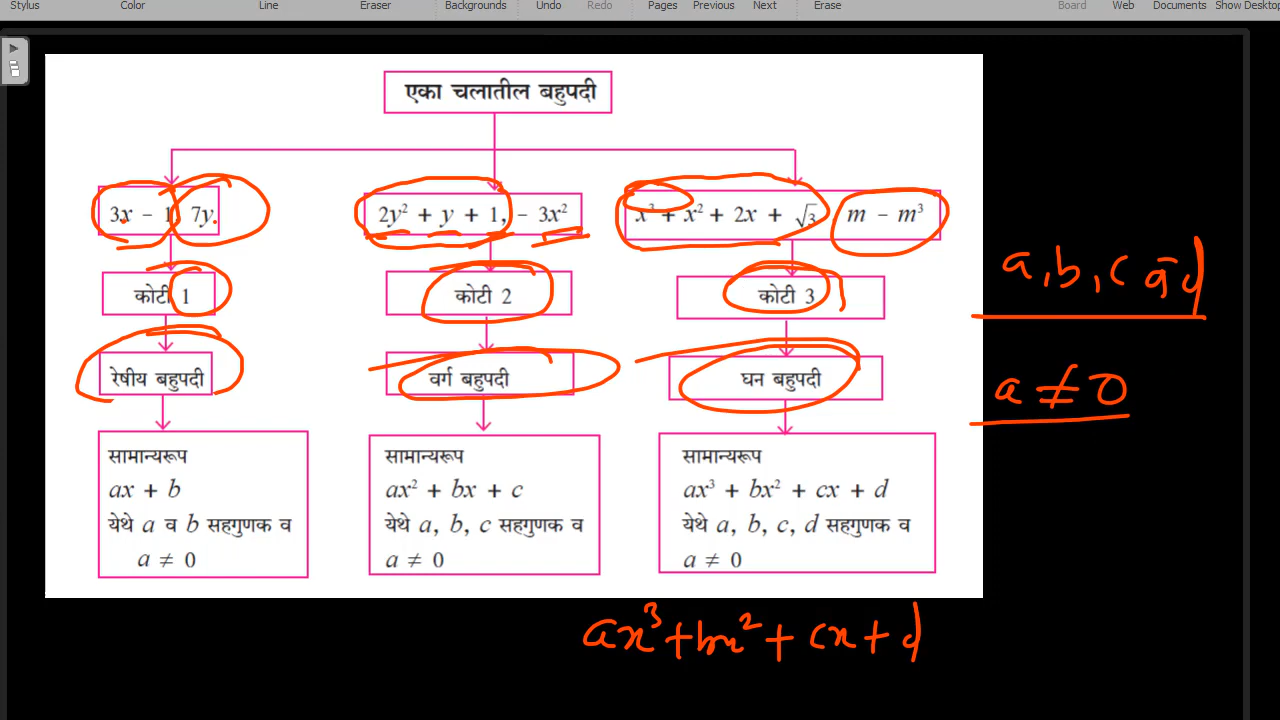 Stylus Color Line Eraser Backgrounds Undo Redo Pages Previous Next Erase Board Web Documents Show Desktop
एका चलातील बहुपदी
3x − 1, 7y
2y² + y + 1, − 3x²
x³ + x² + 2x + √3, m − m³
कोटी 1
कोटी 2
कोटी 3
रेषीय बहुपदी
वर्ग बहुपदी
घन बहुपदी
सामान्यरूप
ax + b
येथे a व b सहगुणक व
a ≠ 0
सामान्यरूप
ax² + bx + c
येथे a, b, c सहगुणक व
a ≠ 0
सामान्यरूप
ax³ + bx² + cx + d
येथे a, b, c, d सहगुणक व
a ≠ 0
a, b, c व d
a ≠ 0
ax³ + bx² + cx + d